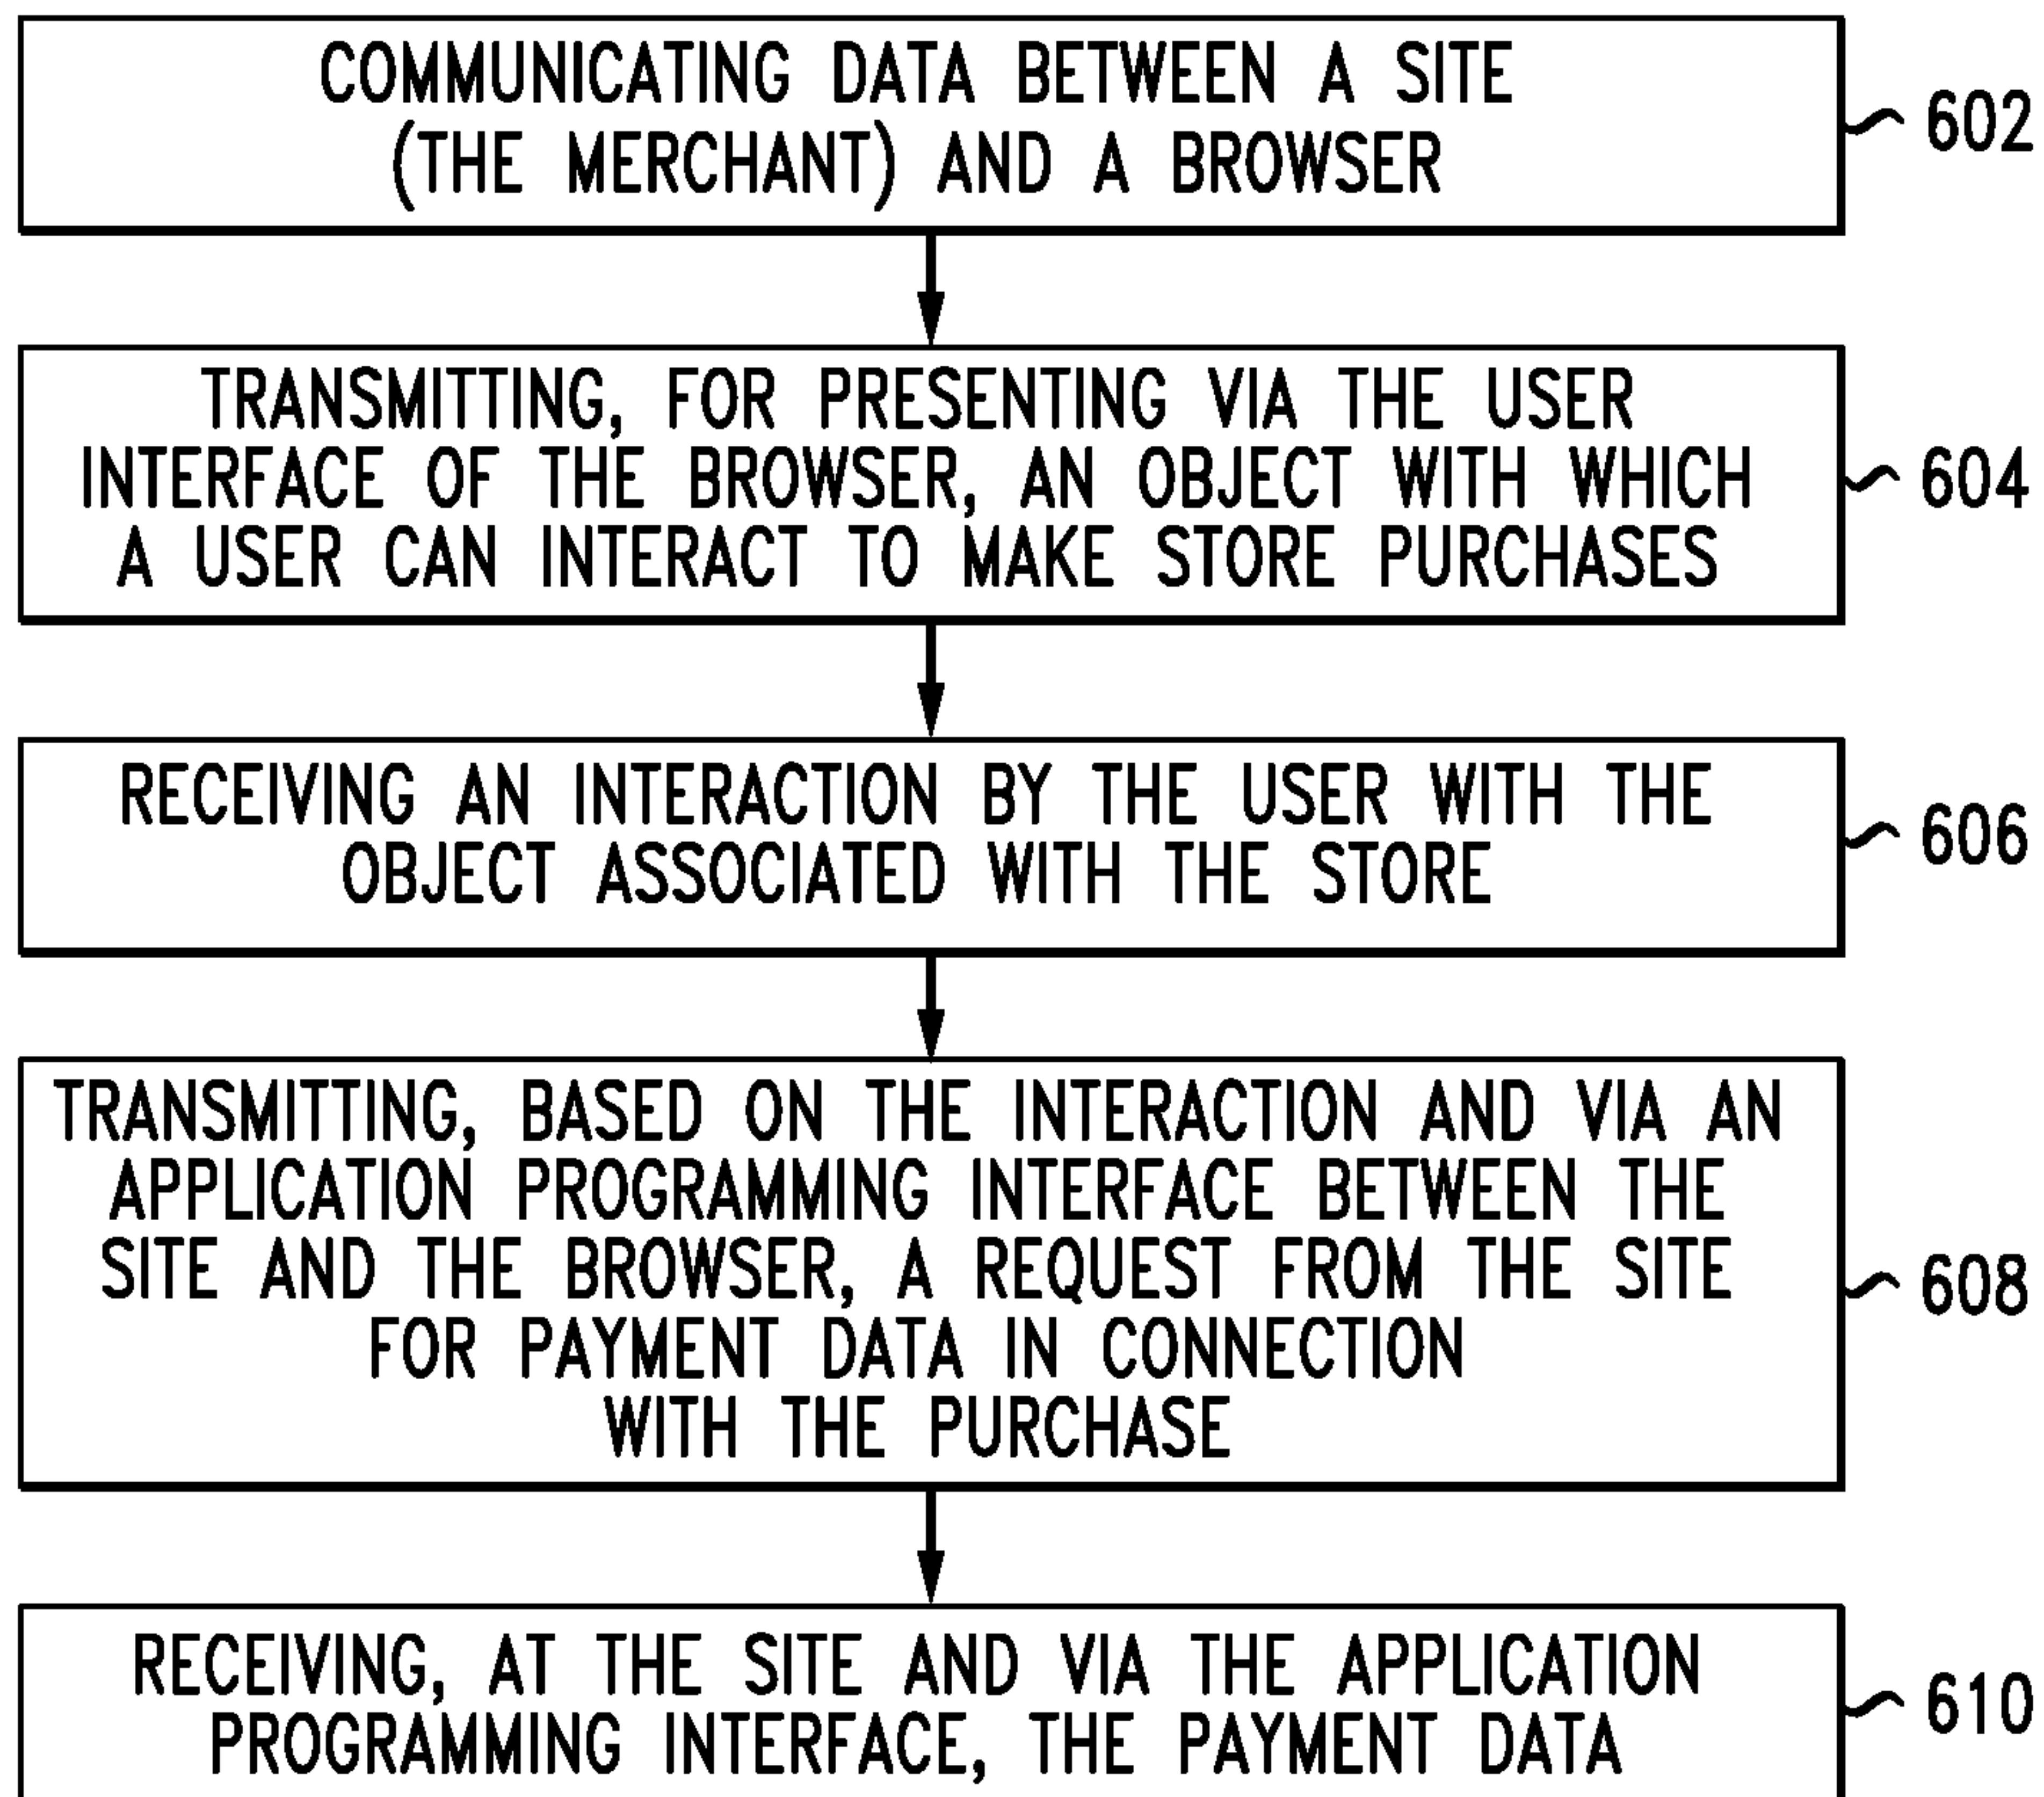 COMMUNICATING DATA BETWEEN A SITE
(THE MERCHANT) AND A BROWSER
602
TRANSMITTING, FOR PRESENTING VIA THE USER
INTERFACE OF THE BROWSER, AN OBJECT WITH WHICH
A USER CAN INTERACT TO MAKE STORE PURCHASES
604
RECEIVING AN INTERACTION BY THE USER WITH THE
OBJECT ASSOCIATED WITH THE STORE
606
TRANSMITTING, BASED ON THE INTERACTION AND VIA AN
APPLICATION PROGRAMMING INTERFACE BETWEEN THE
SITE AND THE BROWSER, A REQUEST FROM THE SITE
FOR PAYMENT DATA IN CONNECTION
WITH THE PURCHASE
608
RECEIVING, AT THE SITE AND VIA THE APPLICATION
PROGRAMMING INTERFACE, THE PAYMENT DATA
610